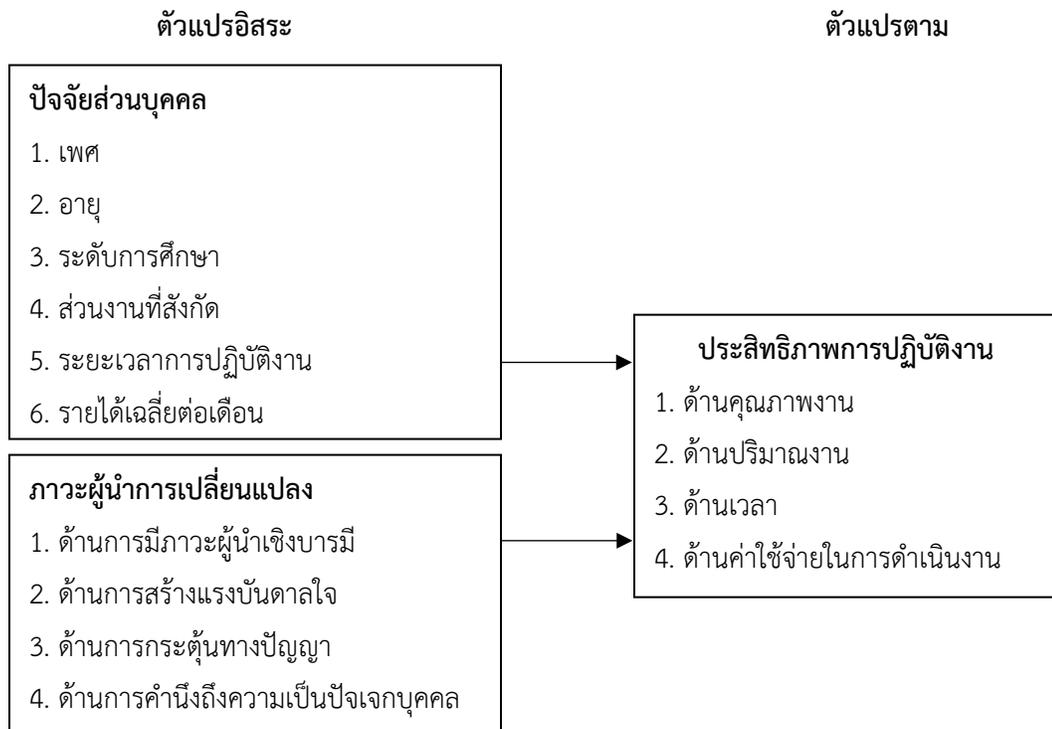 ตัวแปรอิสระ
ตัวแปรตาม
ปัจจัยส่วนบุคคล
1. เพศ
2. อายุ
3. ระดับการศึกษา
4. ส่วนงานที่สังกัด
5. ระยะเวลาการปฏิบัติงาน
6. รายได้เฉลี่ยต่อเดือน
ภาวะผู้นำการเปลี่ยนแปลง
1. ด้านการมีภาวะผู้นำเชิงบารมี
2. ด้านการสร้างแรงบันดาลใจ
3. ด้านการกระตุ้นทางปัญญา
4. ด้านการคำนึงถึงความเป็นปัจเจกบุคคล
ประสิทธิภาพการปฏิบัติงาน
1. ด้านคุณภาพงาน
2. ด้านปริมาณงาน
3. ด้านเวลา
4. ด้านค่าใช้จ่ายในการดำเนินงาน